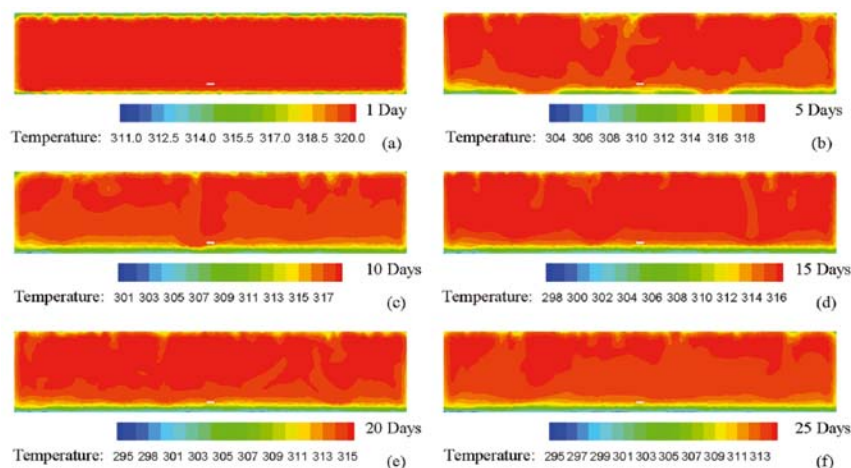 1 Day
Temperature: 311.0 312.5 314.0 315.5 317.0 318.5 320.0 (a)
5 Days
Temperature: 304 306 308 310 312 314 316 318 (b)
10 Days
Temperature: 301 303 305 307 309 311 313 315 317 (c)
15 Days
Temperature: 298 300 302 304 306 308 310 312 314 316 (d)
20 Days
Temperature: 295 298 301 303 305 307 309 311 313 315 (e)
25 Days
Temperature: 295 297 299 301 303 305 307 309 311 313 (f)